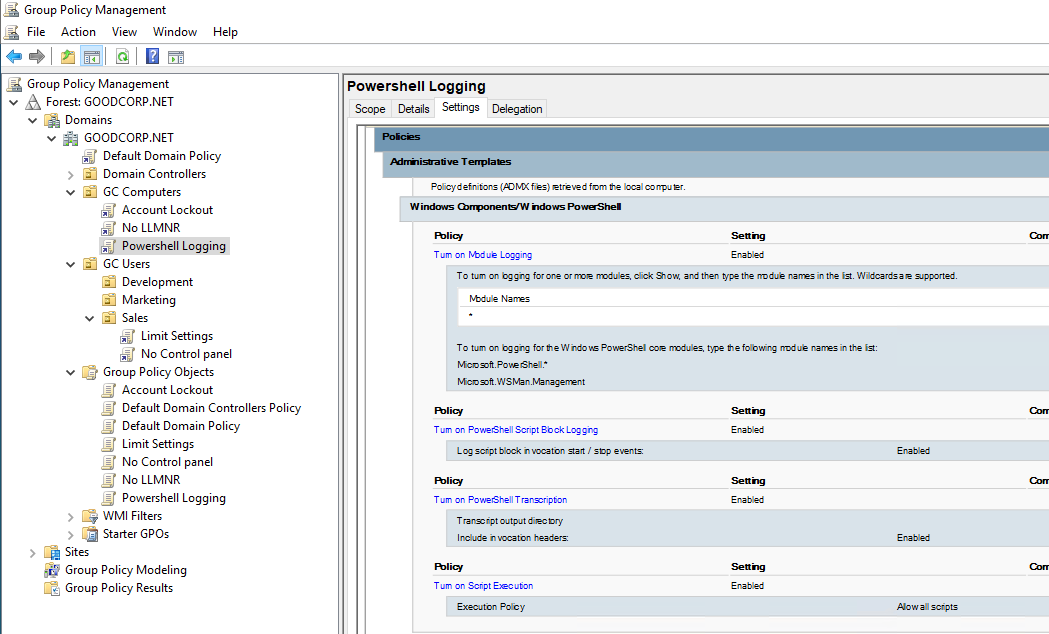 Group Policy Management
File Action View Window Help
Group Policy Management
Forest: GOODCORP.NET
Domains
GOODCORP.NET
Default Domain Policy
Domain Controllers
GC Computers
Account Lockout
No LLMNR
Powershell Logging
GC Users
Development
Marketing
Sales
Limit Settings
No Control panel
Group Policy Objects
Account Lockout
Default Domain Controllers Policy
Default Domain Policy
Limit Settings
No Control panel
No LLMNR
Powershell Logging
WMI Filters
Starter GPOs
Sites
Group Policy Modeling
Group Policy Results
Powershell Logging
Scope Details Settings Delegation
Policies
Administrative Templates
Policy definitions (ADMX files) retrieved from the local computer.
Windows Components/Windows PowerShell
Policy Setting Com
Turn on Module Logging Enabled
To turn on logging for one or more modules, click Show, and then type the module names in the list. Wildcards are supported.
Module Names
*
To turn on logging for the Windows PowerShell core modules, type the following module names in the list:
Microsoft.PowerShell.*
Microsoft.WSMan.Management
Policy Setting Com
Turn on PowerShell Script Block Logging Enabled
Log script block invocation start / stop events: Enabled
Policy Setting Com
Turn on PowerShell Transcription Enabled
Transcript output directory
Include invocation headers: Enabled
Policy Setting Com
Turn on Script Execution Enabled
Execution Policy Allow all scripts